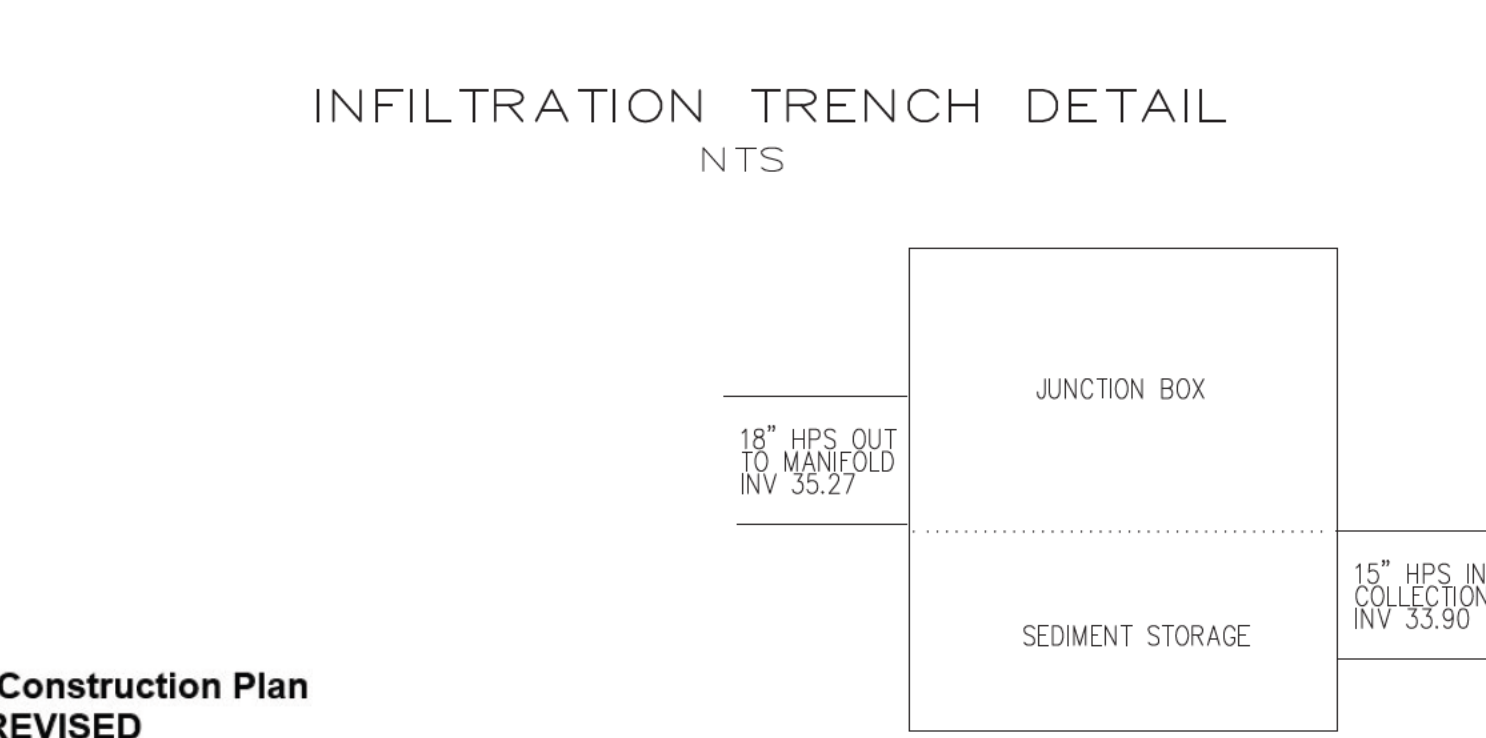 INFILTRATION TRENCH DETAIL
NTS
JUNCTION BOX
18" HPS OUT
TO MANIFOLD
INV 35.27
15" HPS IN
COLLECTION
INV 33.90
SEDIMENT STORAGE
Construction Plan
REVISED